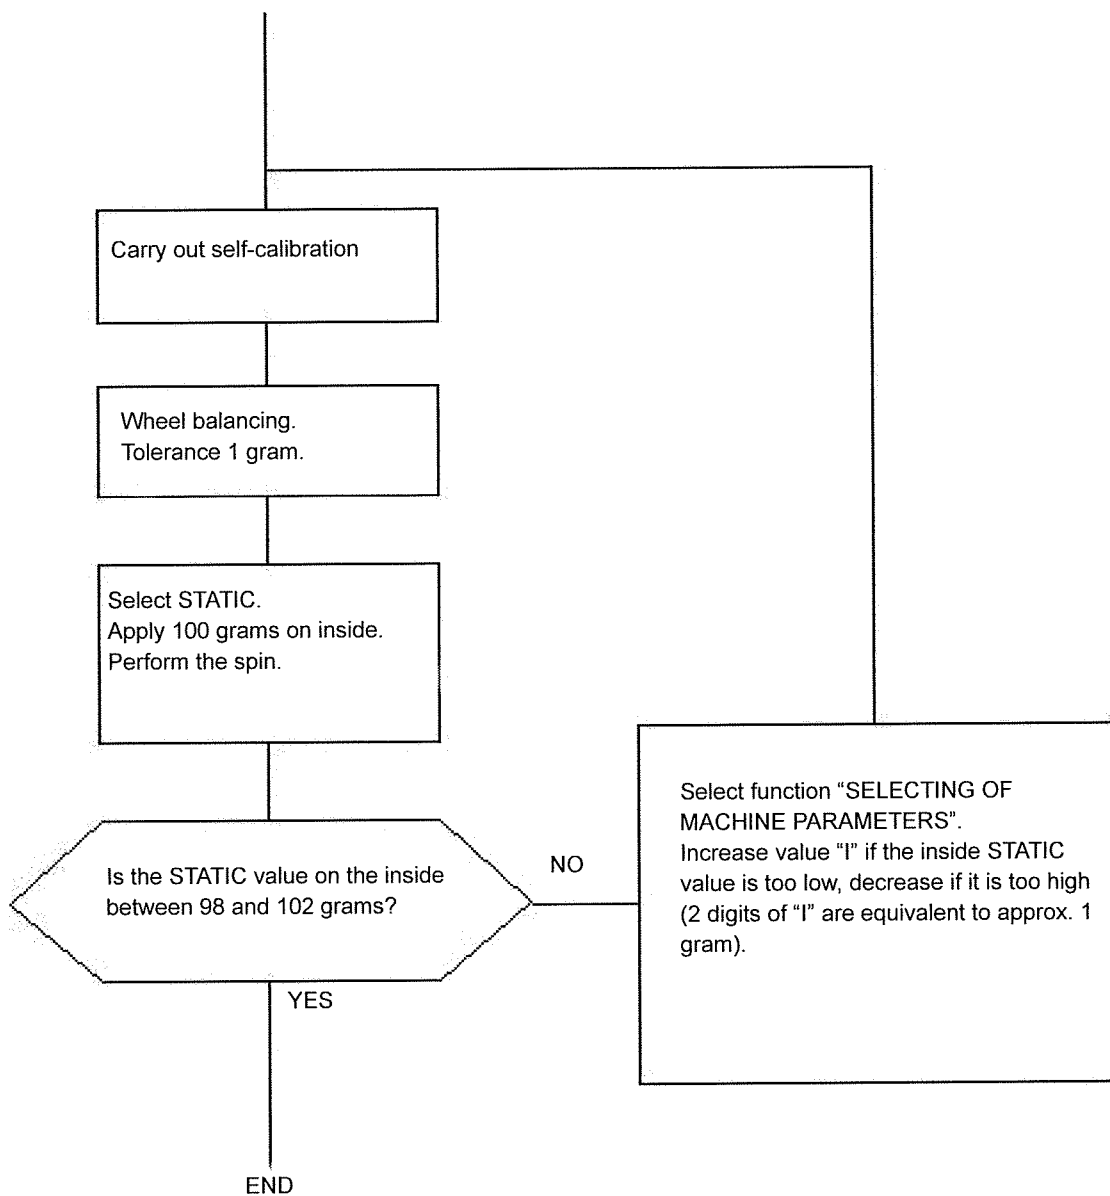 Carry out self-calibration
Wheel balancing.
Tolerance 1 gram.
Select STATIC.
Apply 100 grams on inside.
Perform the spin.
Is the STATIC value on the inside
between 98 and 102 grams?
NO
Select function “SELECTING OF
MACHINE PARAMETERS”.
Increase value “I” if the inside STATIC
value is too low, decrease if it is too high
(2 digits of “I” are equivalent to approx. 1
gram).
YES
END